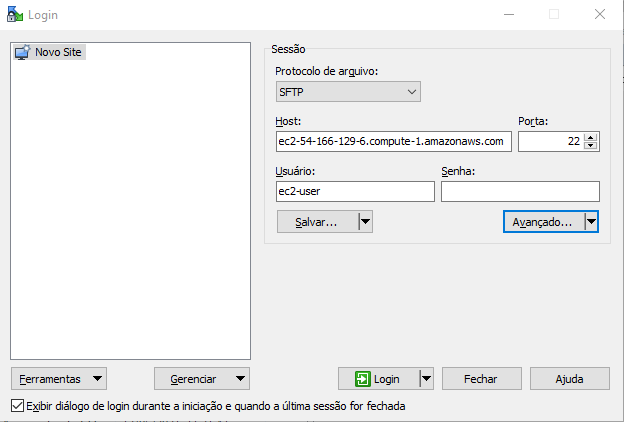 Login
Novo Site
Sessão
Protocolo de arquivo:
SFTP
Host:
Porta:
ec2-54-166-129-6.compute-1.amazonaws.com
22
Usuário:
Senha:
ec2-user
Salvar...
Avançado...
Ferramentas
Gerenciar
Login
Fechar
Ajuda
Exibir diálogo de login durante a iniciação e quando a última sessão for fechada